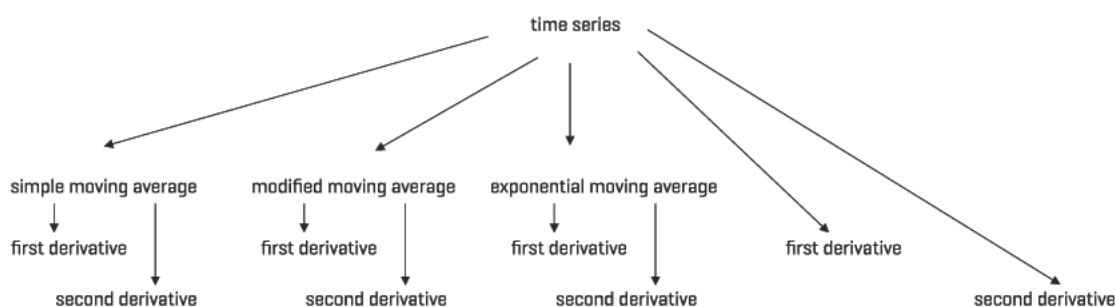 time series
simple moving average modified moving average exponential moving average
first derivative first derivative first derivative first derivative
second derivative second derivative second derivative second derivative